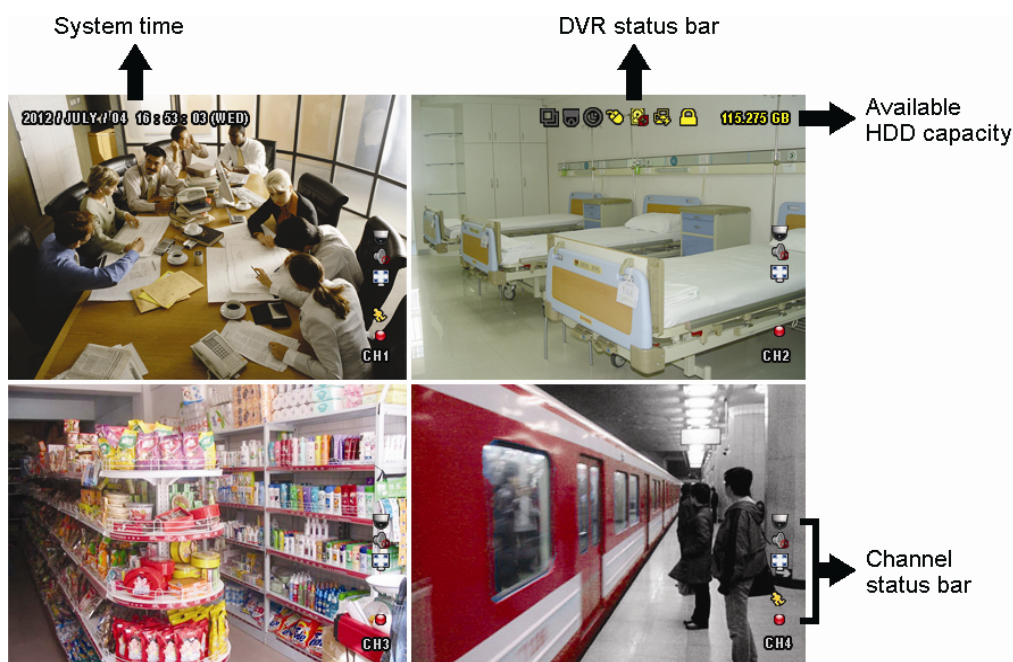 System time
DVR status bar
2012 / JULY / 04 16 : 53 : 03 (WED)
115.275 GB
Available
HDD capacity
CH1
CH2
Channel
status bar
CH3
CH4